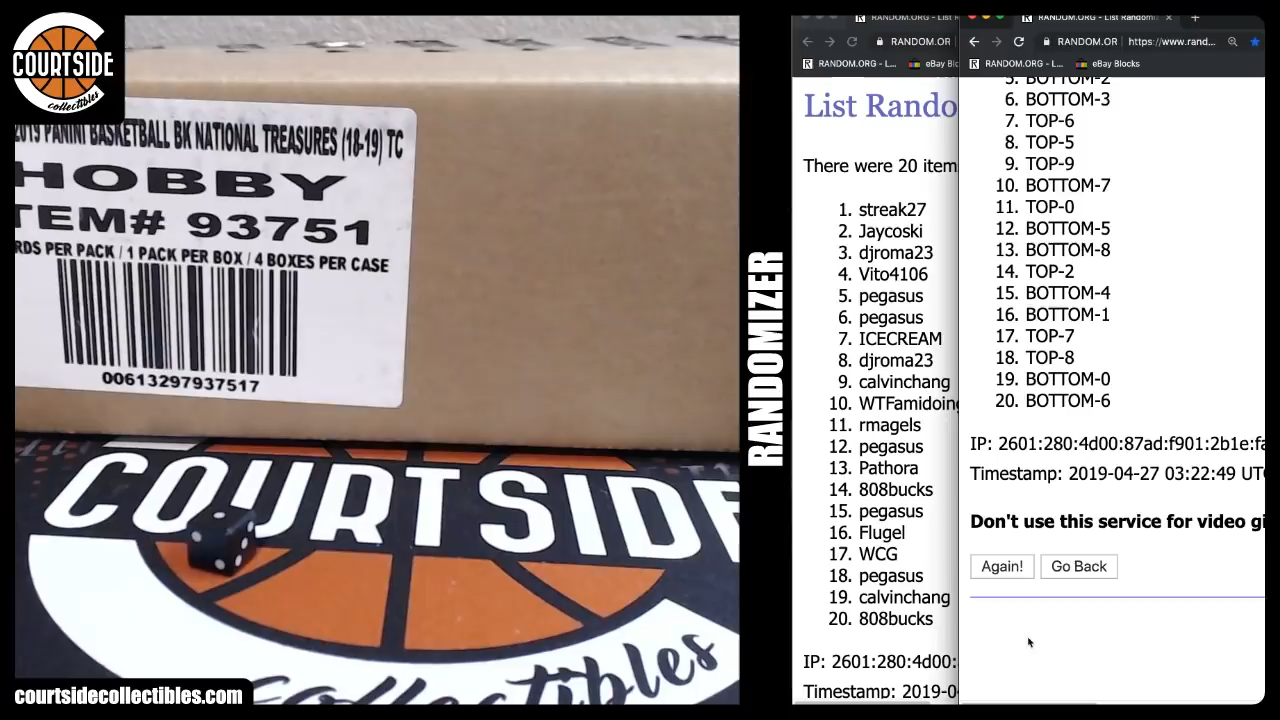 COURTSIDE
collectibles
2019 PANINI BASKETBALL BK NATIONAL TREASURES (18-19) TC
HOBBY
TEM# 93751
RDS PER PACK / 1 PACK PER BOX / 4 BOXES PER CASE
00613297937517
COURTSIDE
collectibles
courtsidecollectibles.com
RANDOMIZER
RANDOM.ORG - List R
RANDOM.OR
RANDOM.ORG - L...
eBay Blc
List Rando
There were 20 item
1. streak27
2. Jaycoski
3. djroma23
4. Vito4106
5. pegasus
6. pegasus
7. ICECREAM
8. djroma23
9. calvinchang
10. WTFamidoing
11. rmagels
12. pegasus
13. Pathora
14. 808bucks
15. pegasus
16. Flugel
17. WCG
18. pegasus
19. calvinchang
20. 808bucks
IP: 2601:280:4d00:
Timestamp: 2019-0
RANDOM.ORG - List Randomi
RANDOM.OR
https://www.rand...
RANDOM.ORG - L...
eBay Blocks
5. BOTTOM-2
6. BOTTOM-3
7. TOP-6
8. TOP-5
9. TOP-9
10. BOTTOM-7
11. TOP-0
12. BOTTOM-5
13. BOTTOM-8
14. TOP-2
15. BOTTOM-4
16. BOTTOM-1
17. TOP-7
18. TOP-8
19. BOTTOM-0
20. BOTTOM-6
IP: 2601:280:4d00:87ad:f901:2b1e:fa
Timestamp: 2019-04-27 03:22:49 UT
Don't use this service for video gi
Again!
Go Back